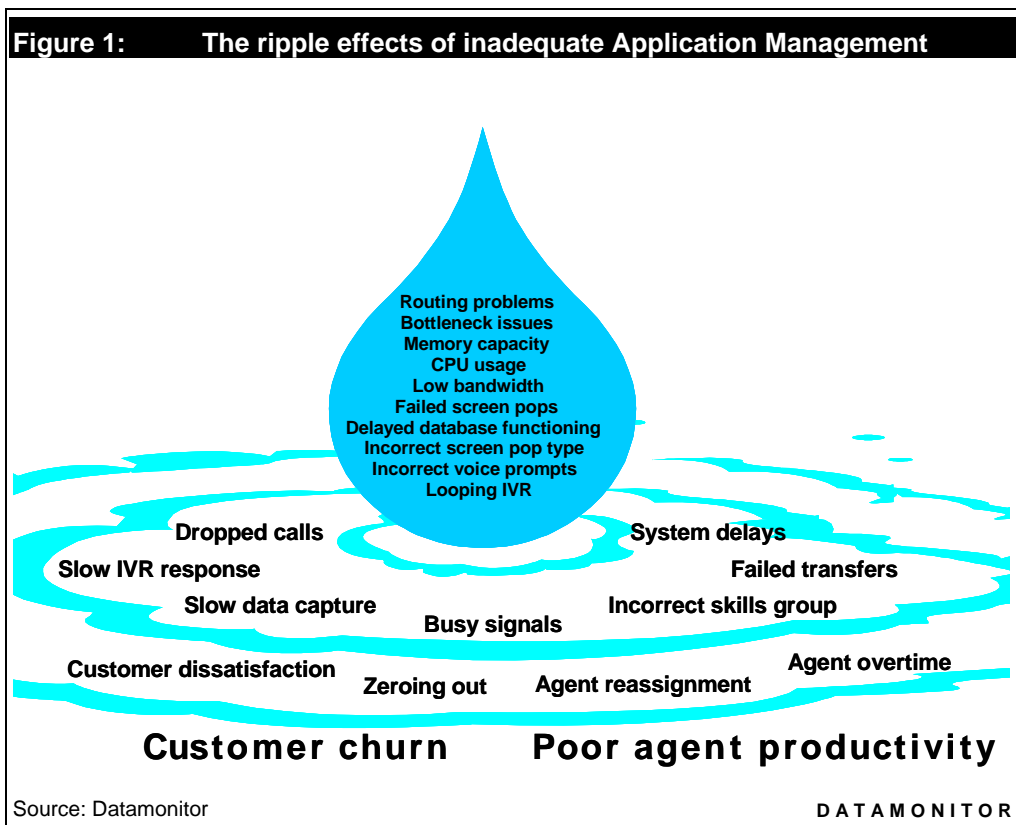 Figure 1: The ripple effects of inadequate Application Management
Routing problems
Bottleneck issues
Memory capacity
CPU usage
Low bandwidth
Failed screen pops
Delayed database functioning
Incorrect screen pop type
Incorrect voice prompts
Looping IVR
Dropped calls
System delays
Slow IVR response
Failed transfers
Slow data capture
Incorrect skills group
Busy signals
Customer dissatisfaction
Zeroing out
Agent reassignment
Agent overtime
Customer churn
Poor agent productivity
Source: Datamonitor
DATAMONITOR